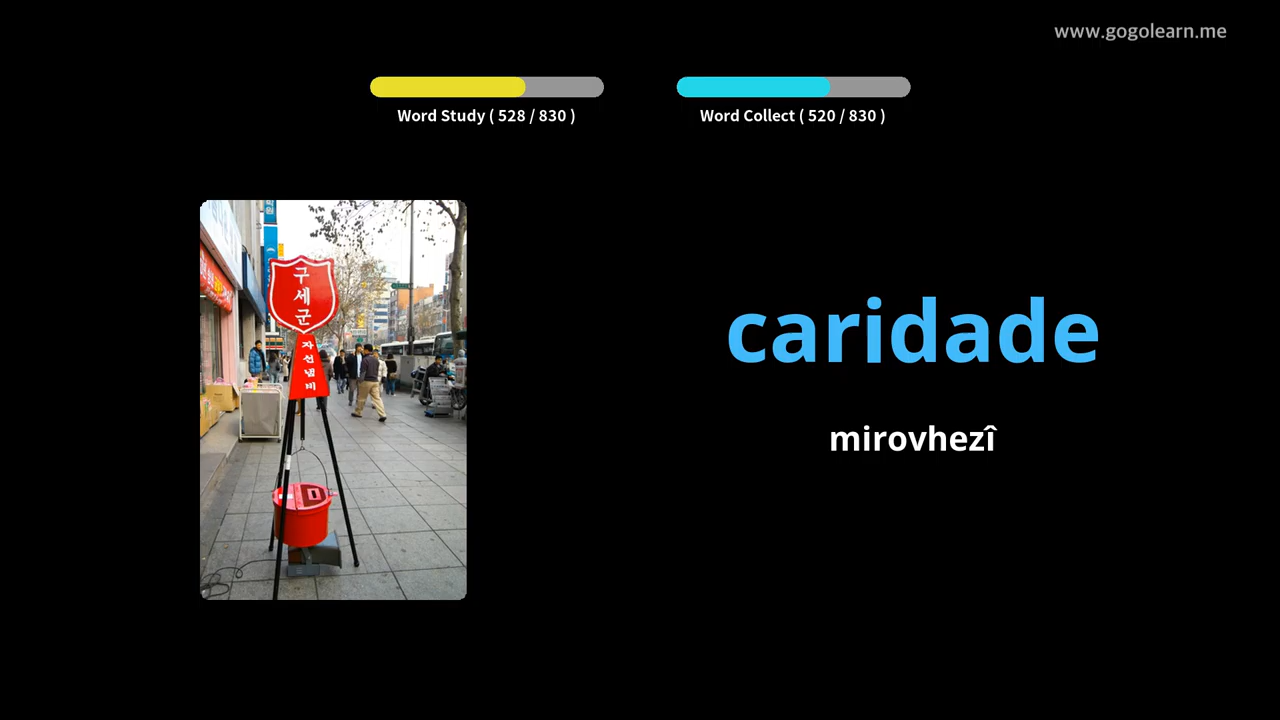 www.gogolearn.me
Word Study ( 528 / 830 )
Word Collect ( 520 / 830 )
구세군
자선냄비
caridade
mirovhezî